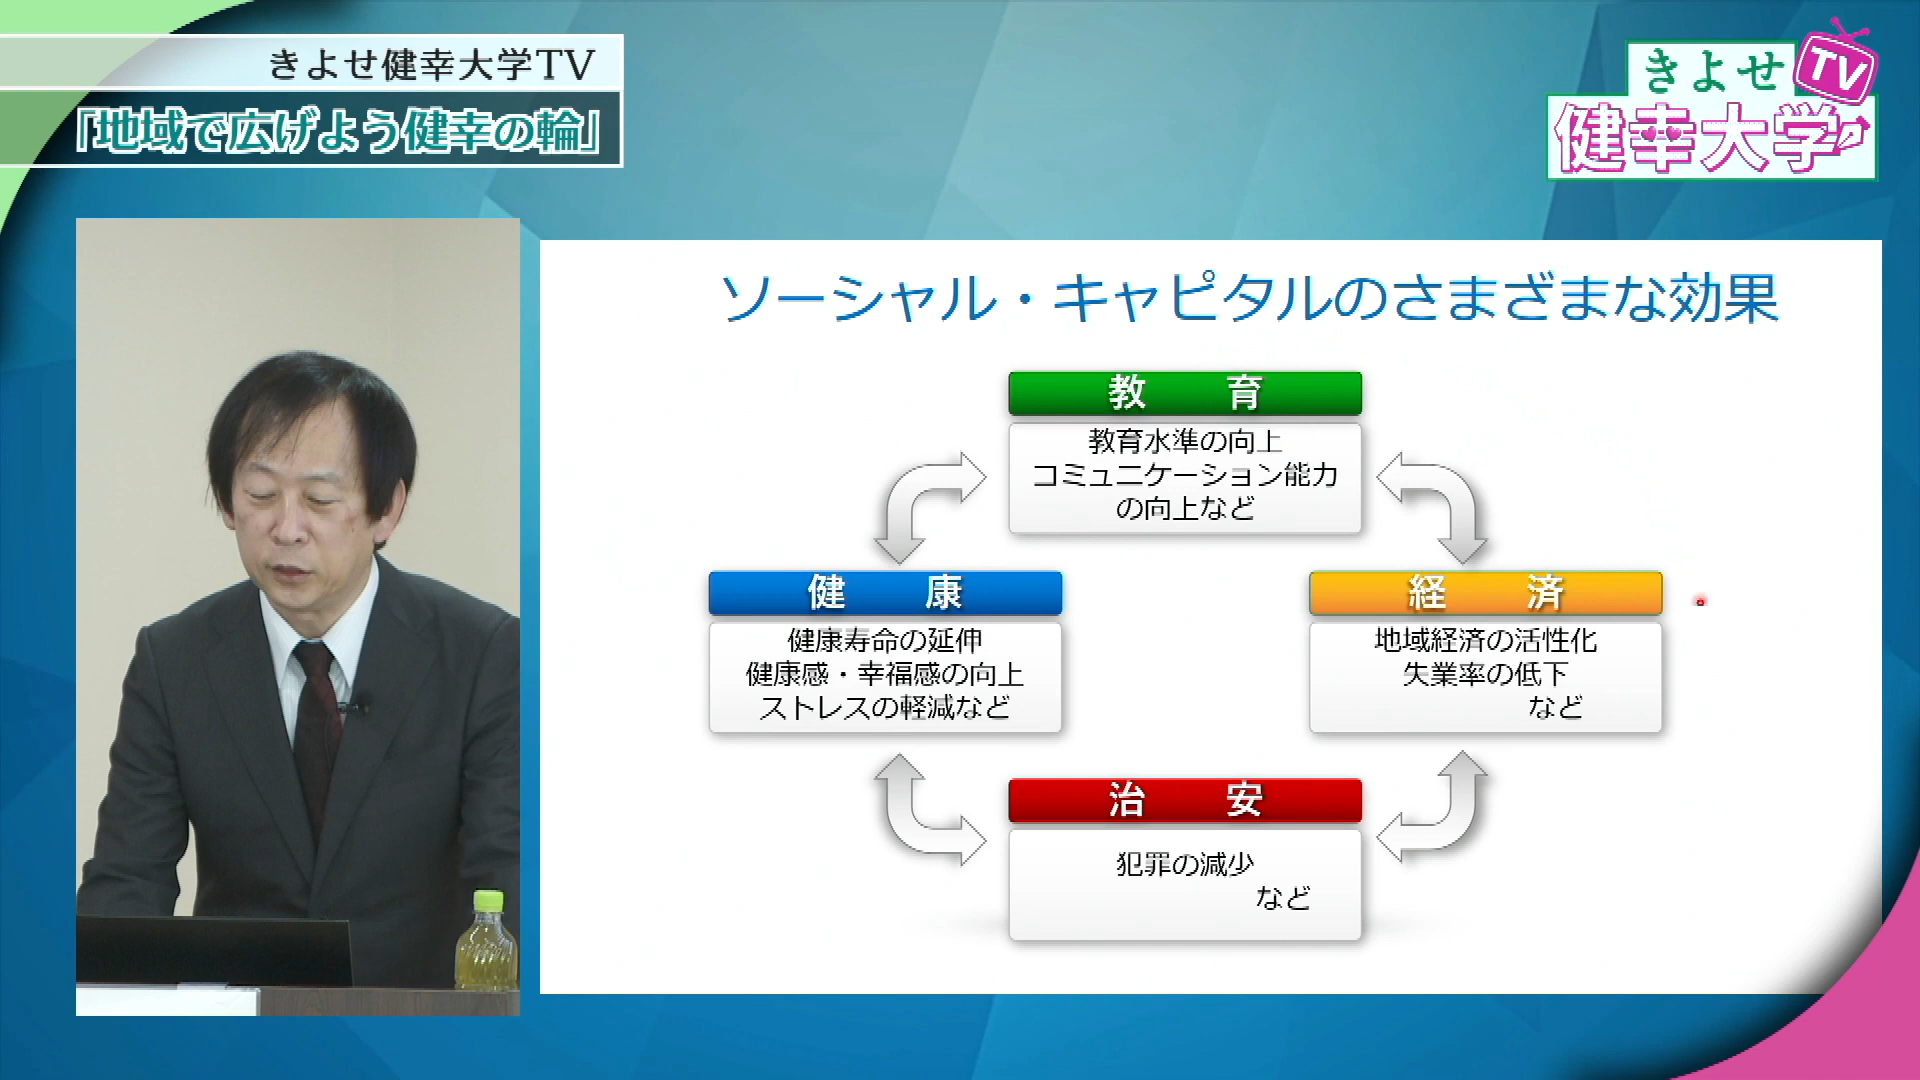 きよせ健幸大学TV
「地域で広げよう健幸の輪」
きよせ
TV
健幸大学
ソーシャル・キャピタルのさまざまな効果
教育
教育水準の向上
コミュニケーション能力
の向上など
健康
健康寿命の延伸
健康感・幸福感の向上
ストレスの軽減など
経済
地域経済の活性化
失業率の低下
など
治安
犯罪の減少
など